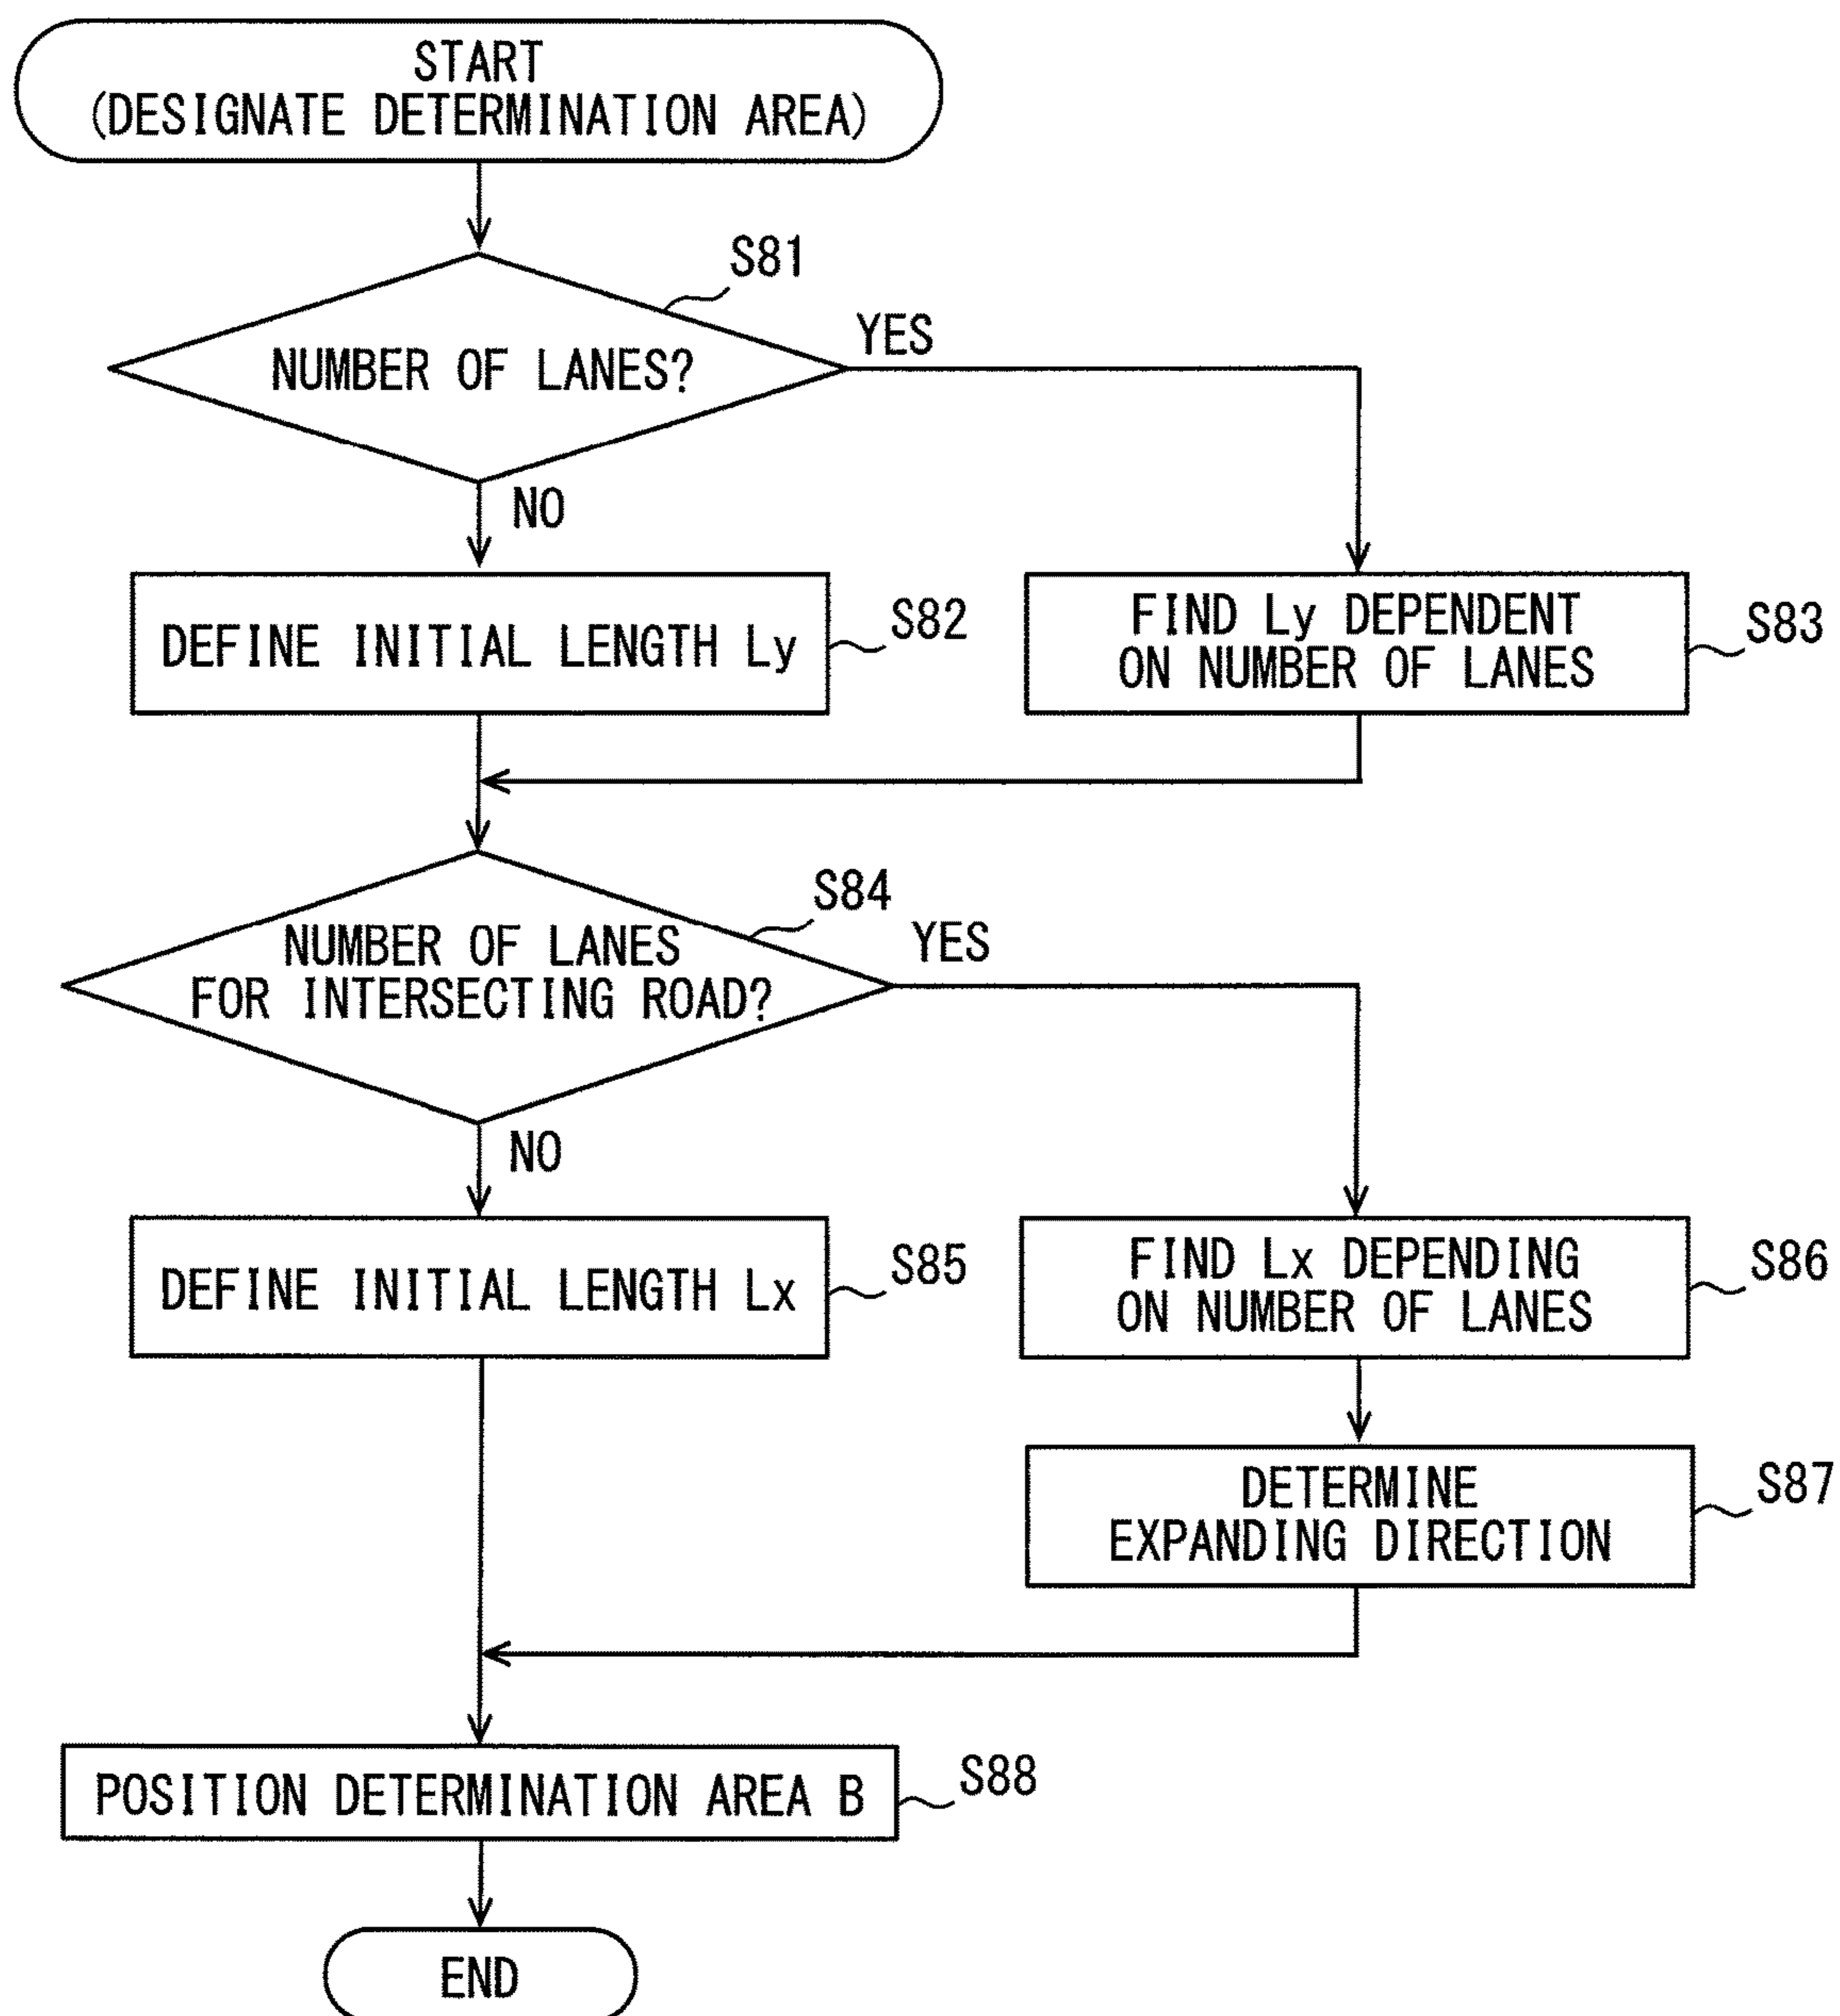 START
(DESIGNATE DETERMINATION AREA)
S81
NUMBER OF LANES?
YES
NO
DEFINE INITIAL LENGTH Ly
S82
FIND Ly DEPENDENT
ON NUMBER OF LANES
S83
S84
NUMBER OF LANES
FOR INTERSECTING ROAD?
YES
NO
DEFINE INITIAL LENGTH Lx
S85
FIND Lx DEPENDING
ON NUMBER OF LANES
S86
DETERMINE
EXPANDING DIRECTION
S87
POSITION DETERMINATION AREA B
S88
END